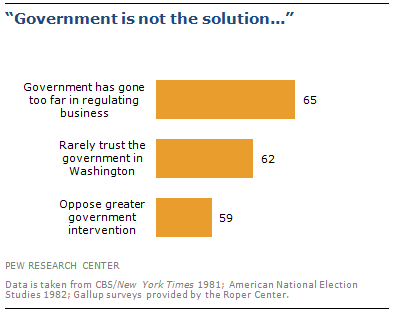 “Government is not the solution...”
Government has gone
too far in regulating
business
65
Rarely trust the
government in
Washington
62
Oppose greater
government
intervention
59
PEW RESEARCH CENTER
Data is taken from CBS/New York Times 1981; American National Election
Studies 1982; Gallup surveys provided by the Roper Center.